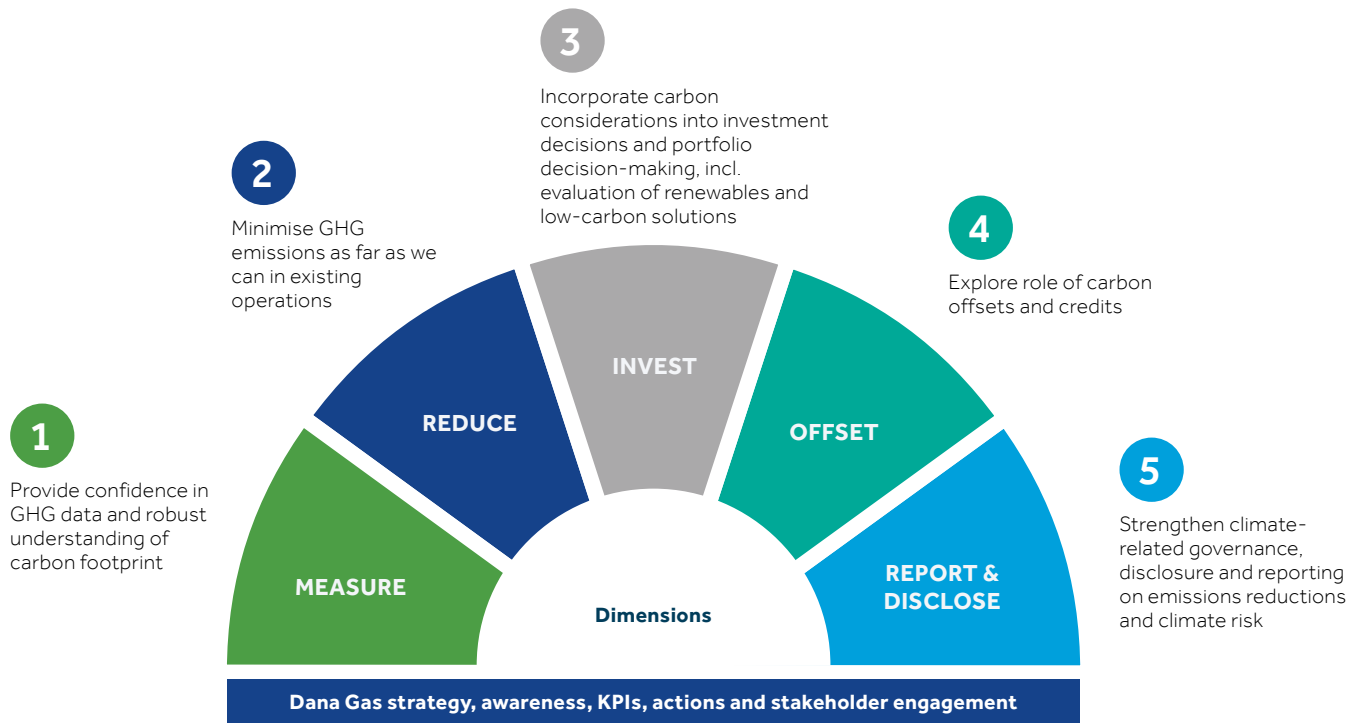 1
Provide confidence in
GHG data and robust
understanding of
carbon footprint
MEASURE
2
Minimise GHG
emissions as far as we
can in existing
operations
REDUCE
3
Incorporate carbon
considerations into investment
decisions and portfolio
decision-making, incl.
evaluation of renewables and
low-carbon solutions
INVEST
4
Explore role of carbon
offsets and credits
OFFSET
5
Strengthen climate-
related governance,
disclosure and reporting
on emissions reductions
and climate risk
REPORT &
DISCLOSE
Dimensions
Dana Gas strategy, awareness, KPIs, actions and stakeholder engagement